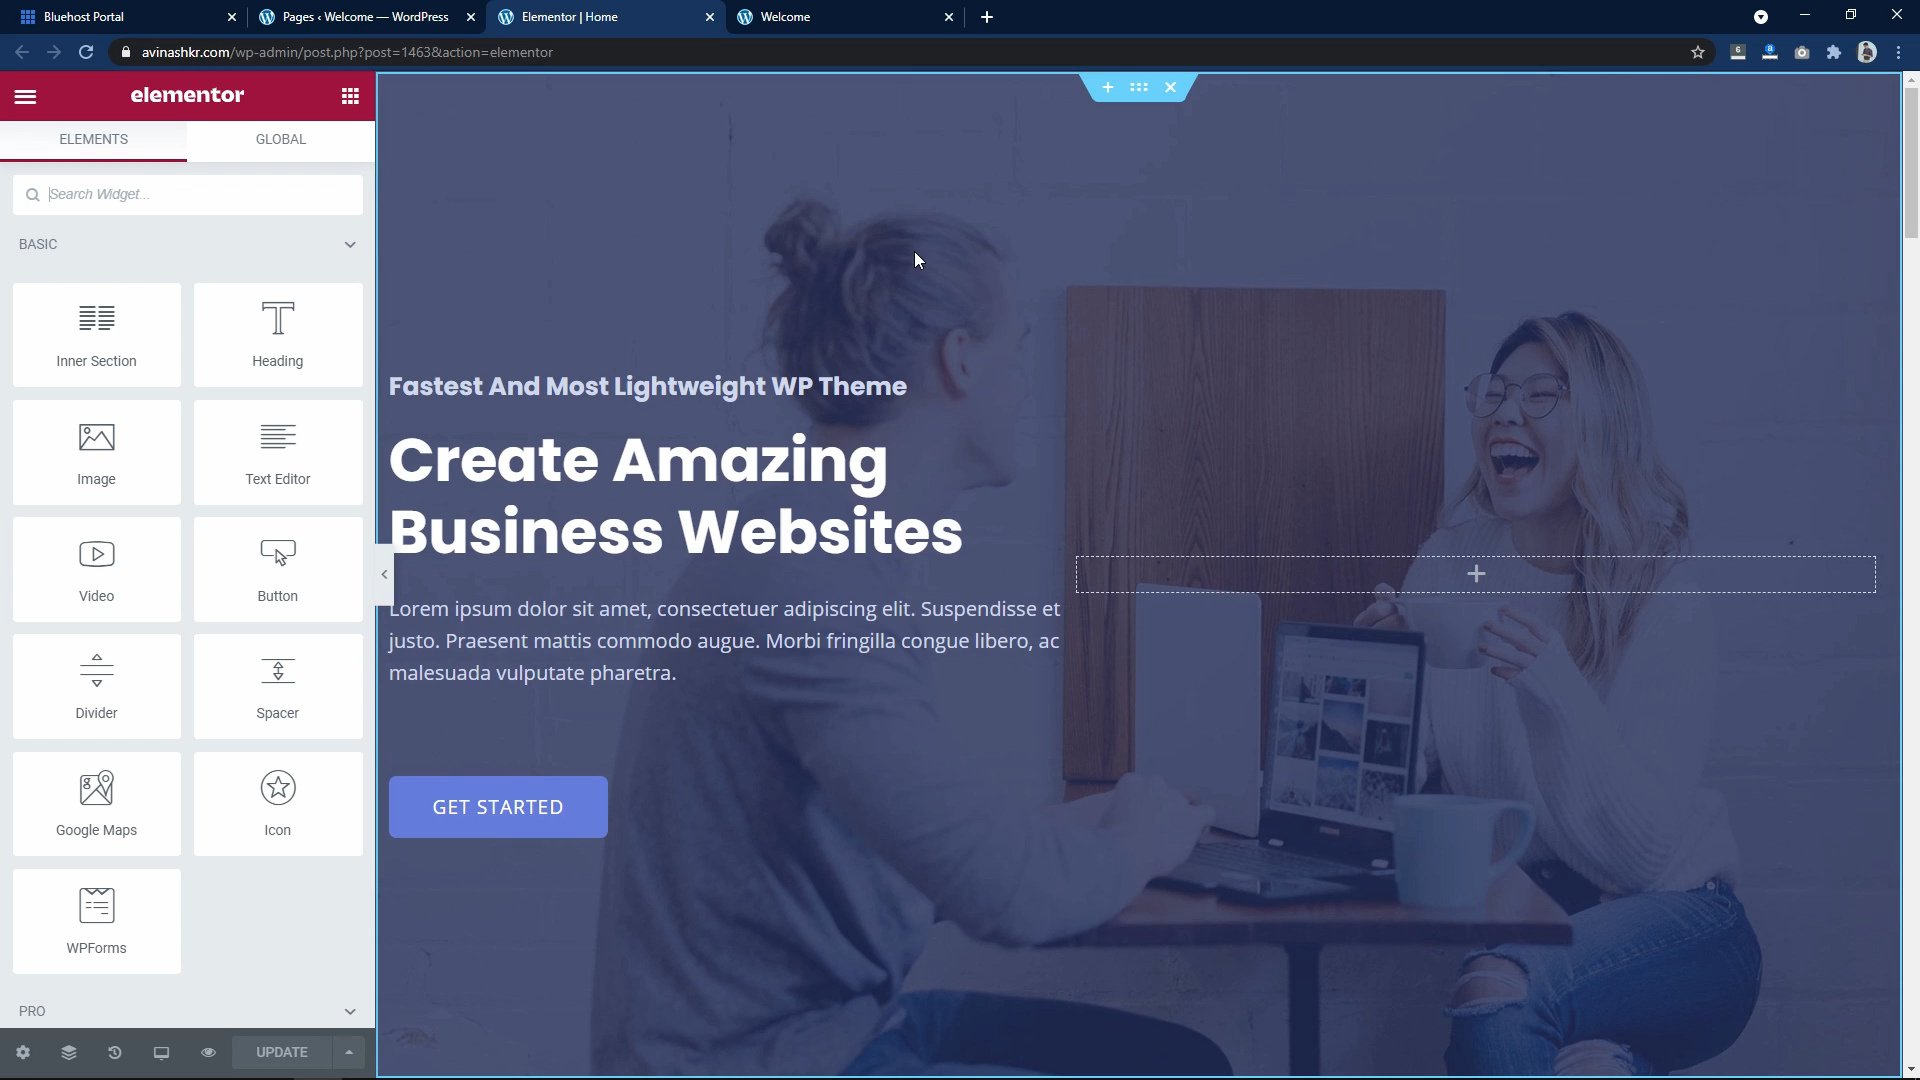 Bluehost Portal
Pages ‹ Welcome — WordPress
Elementor | Home
Welcome
avinashkr.com/wp-admin/post.php?post=1463&action=elementor
elementor
ELEMENTS
GLOBAL
Search Widget...
BASIC
Inner Section
Heading
Image
Text Editor
Video
Button
Divider
Spacer
Google Maps
Icon
WPForms
PRO
UPDATE
Fastest And Most Lightweight WP Theme
Create Amazing
Business Websites
Lorem ipsum dolor sit amet, consectetuer adipiscing elit. Suspendisse et
justo. Praesent mattis commodo augue. Morbi fringilla congue libero, ac
malesuada vulputate pharetra.
GET STARTED